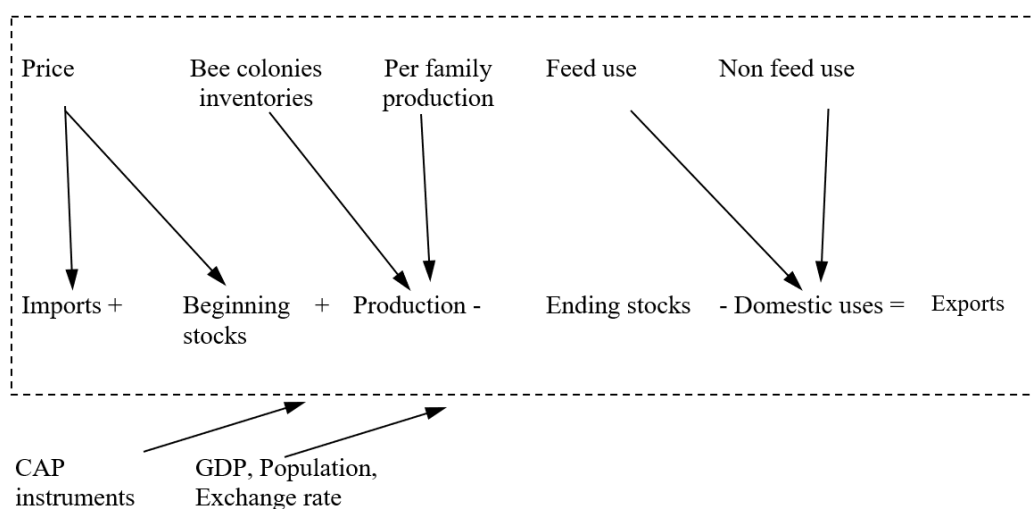 Price
Bee colonies
inventories
Per family
production
Feed use
Non feed use
Imports +
Beginning
stocks
+
Production -
Ending stocks
- Domestic uses =
Exports
CAP
instruments
GDP, Population,
Exchange rate